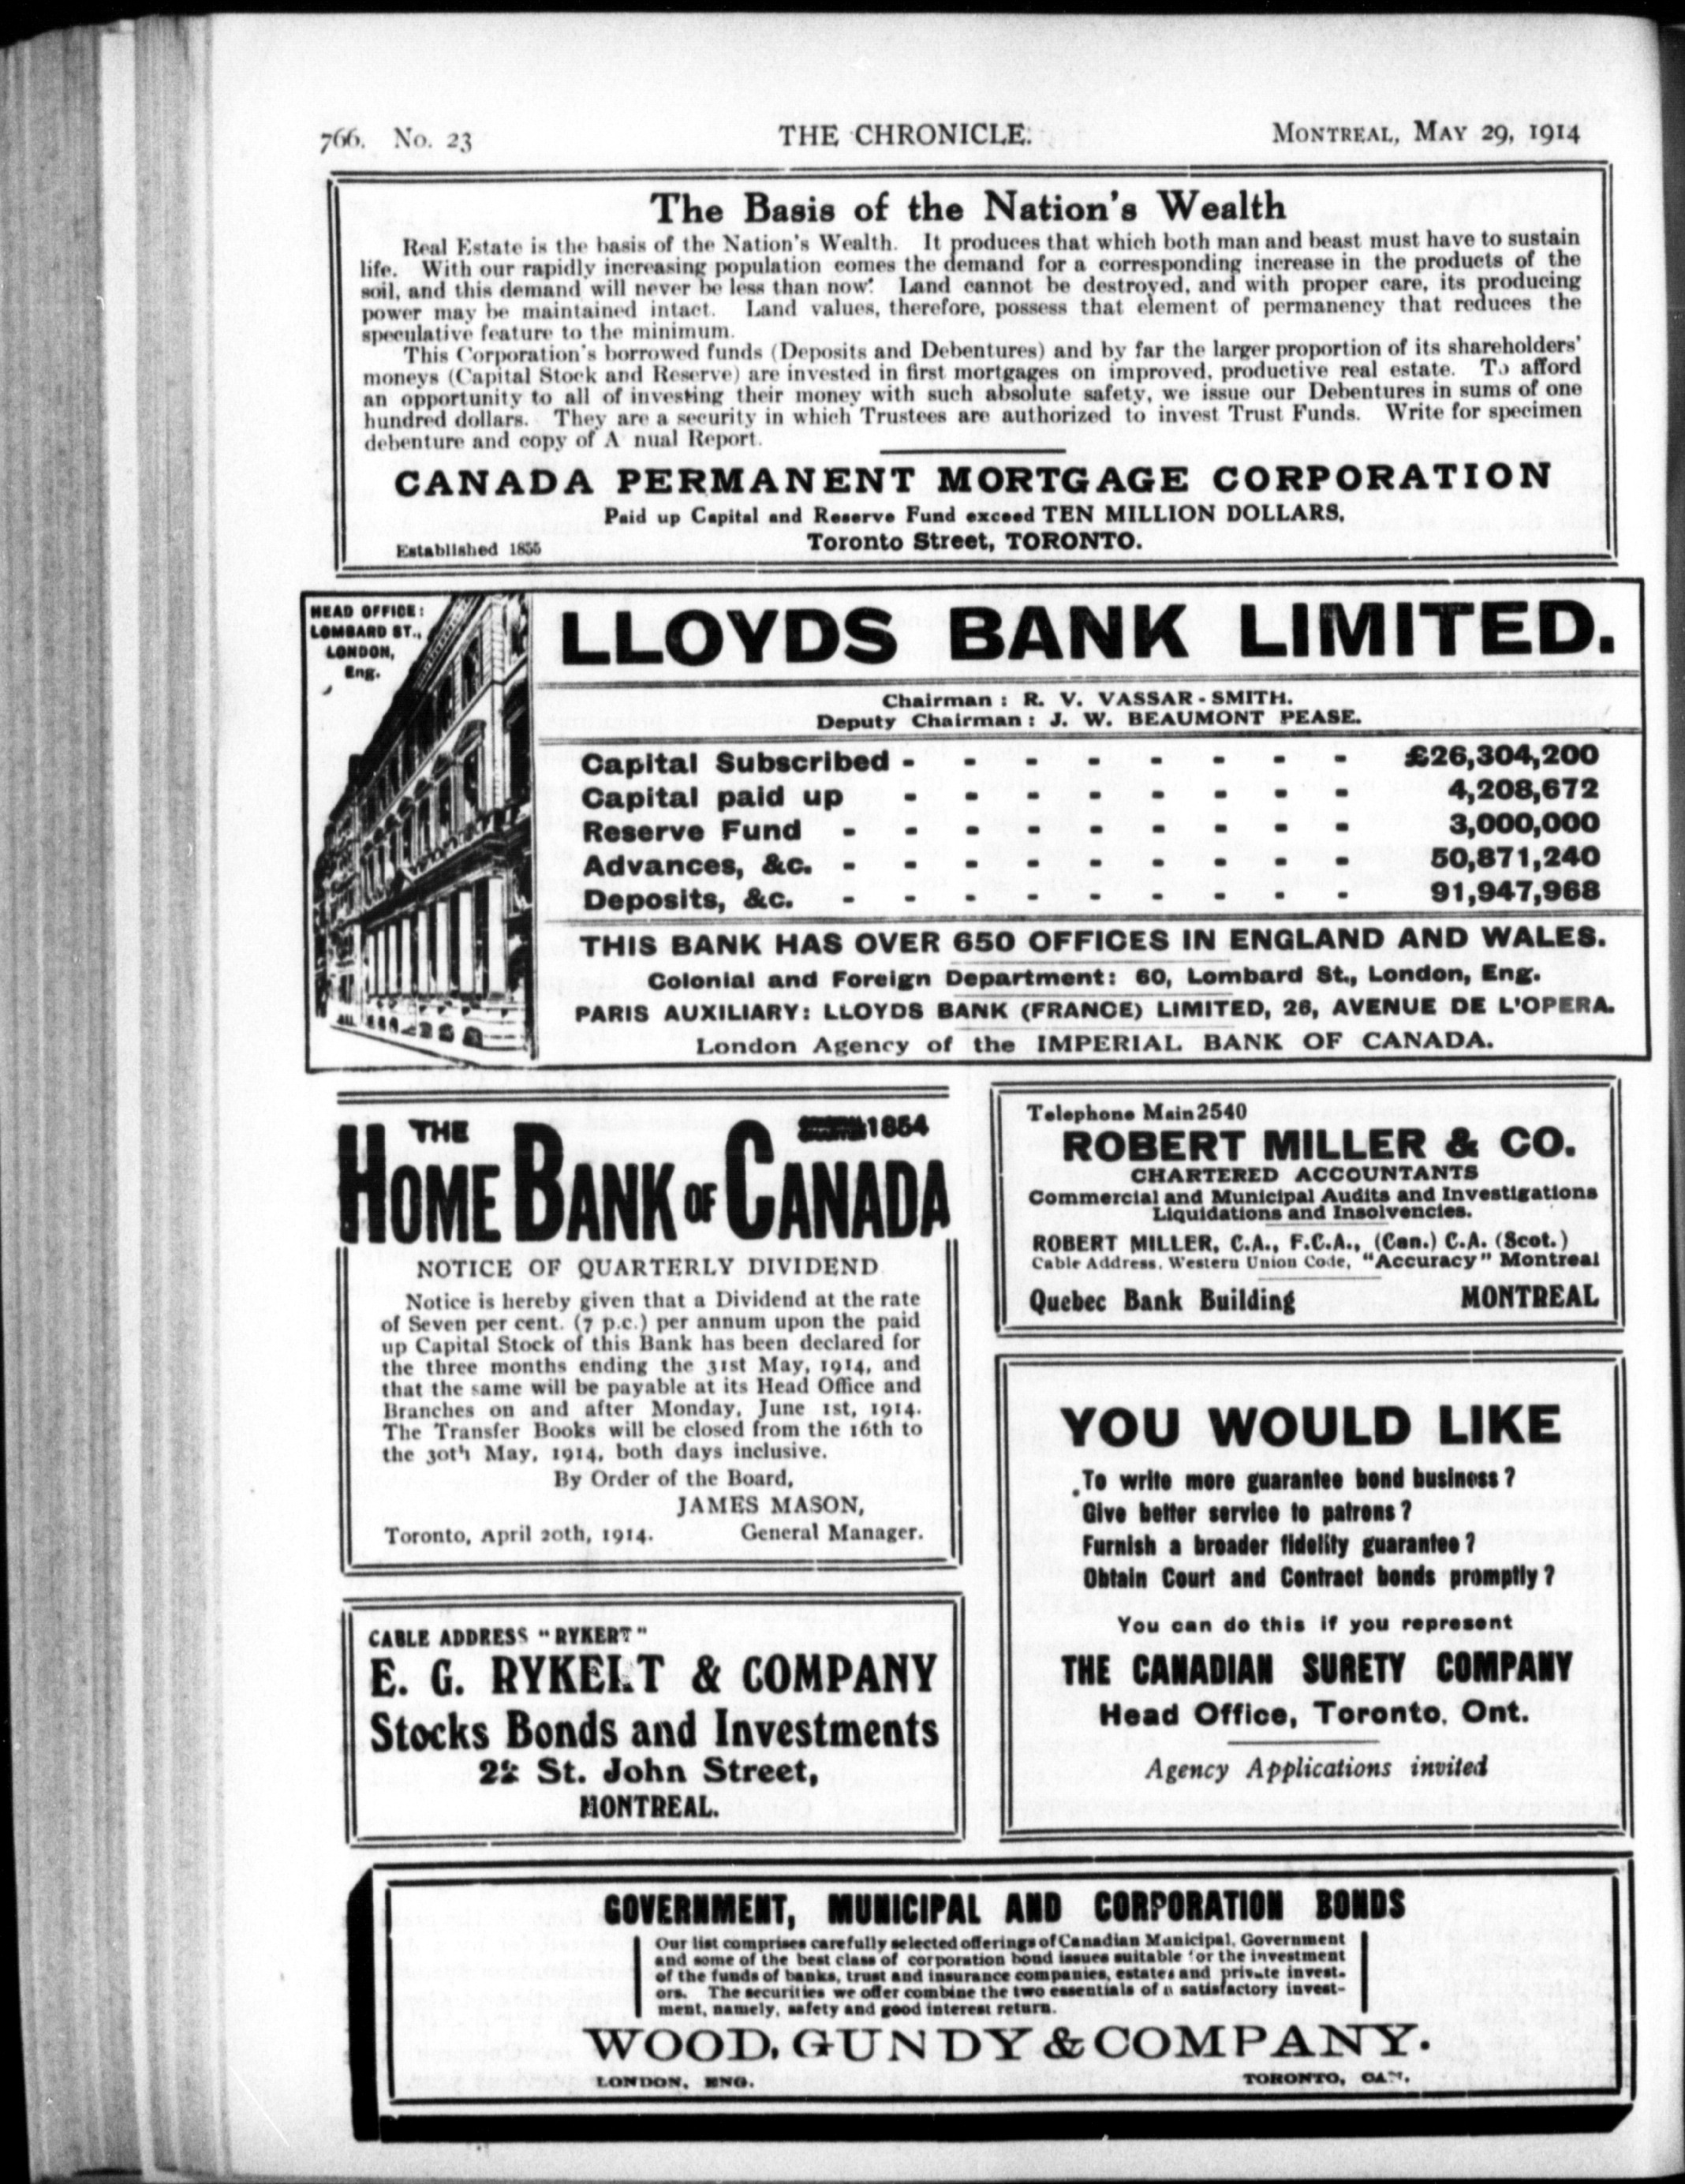 766. No. 23
THE CHRONICLE.
MONTREAL, MAY 29, 1914
The Basis of the Nation's Wealth
Real Estate is the basis of the Nation's Wealth. It produces that which both man and beast must have to sustain
life. With our rapidly increasing population comes the demand for a corresponding increase in the products of the
soil, and this demand will never be less than now. Land cannot be destroyed, and with proper care, its producing
power may be maintained intact. Land values, therefore, possess that element of permanency that reduces the
speculative feature to the minimum.
This Corporation's borrowed funds (Deposits and Debentures) and by far the larger proportion of its shareholders'
moneys (Capital Stock and Reserve) are invested in first mortgages on improved, productive real estate. To afford
an opportunity to all of investing their money with such absolute safety, we issue our Debentures in sums of one
hundred dollars. They are a security in which Trustees are authorized to invest Trust Funds. Write for specimen
debenture and copy of A nual Report.
CANADA PERMANENT MORTGAGE CORPORATION
Paid up Capital and Reserve Fund exceed TEN MILLION DOLLARS.
Established 1855
Toronto Street, TORONTO.
HEAD OFFICE:
LOMBARD ST.,
LONDON,
Eng.
LLOYDS BANK LIMITED.
Chairman : R. V. VASSAR-SMITH.
Deputy Chairman : J. W. BEAUMONT PEASE.
Capital Subscribed - - - - - - - - £26,304,200
Capital paid up - - - - - - - - 4,208,672
Reserve Fund - - - - - - - - - 3,000,000
Advances, &c. - - - - - - - - - 50,871,240
Deposits, &c. - - - - - - - - - 91,947,968
THIS BANK HAS OVER 650 OFFICES IN ENGLAND AND WALES.
Colonial and Foreign Department: 60, Lombard St., London, Eng.
PARIS AUXILIARY: LLOYDS BANK (FRANCE) LIMITED, 26, AVENUE DE L'OPERA.
London Agency of the IMPERIAL BANK OF CANADA.
THE
1854
HOME BANK OF CANADA
NOTICE OF QUARTERLY DIVIDEND
Notice is hereby given that a Dividend at the rate
of Seven per cent. (7 p.c.) per annum upon the paid
up Capital Stock of this Bank has been declared for
the three months ending the 31st May, 1914, and
that the same will be payable at its Head Office and
Branches on and after Monday, June 1st, 1914.
The Transfer Books will be closed from the 16th to
the 30th May, 1914, both days inclusive.
By Order of the Board,
JAMES MASON,
Toronto, April 20th, 1914. General Manager.
CABLE ADDRESS "RYKERT"
E. G. RYKERT & COMPANY
Stocks Bonds and Investments
St. John Street,
MONTREAL.
Telephone Main 2540
ROBERT MILLER & CO.
CHARTERED ACCOUNTANTS
Commercial and Municipal Audits and Investigations
Liquidations and Insolvencies.
ROBERT MILLER, C.A., F.C.A., (Can.) C.A. (Scot.)
Cable Address, Western Union Code, "Accuracy" Montreal
Quebec Bank Building MONTREAL
YOU WOULD LIKE
To write more guarantee bond business?
Give better service to patrons?
Furnish a broader fidelity guarantee?
Obtain Court and Contract bonds promptly?
You can do this if you represent
THE CANADIAN SURETY COMPANY
Head Office, Toronto, Ont.
Agency Applications invited
GOVERNMENT, MUNICIPAL AND CORPORATION BONDS
Our list comprises carefully selected offerings of Canadian Municipal, Government
and some of the best class of corporation bond issues suitable for the investment
of the funds of banks, trust and insurance companies, estates and private invest-
ors. The securities we offer combine the two essentials of a satisfactory invest-
ment, namely, safety and good interest return.
WOOD, GUNDY & COMPANY.
LONDON, ENG.
TORONTO, CAN.